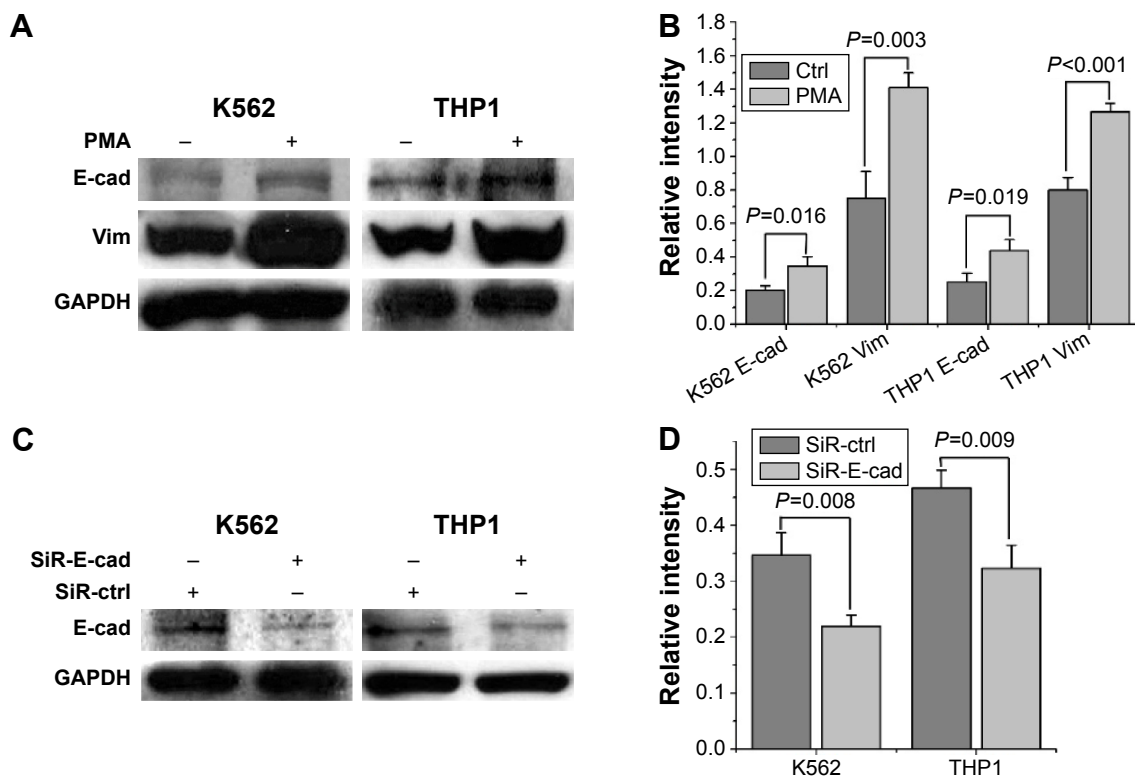 A
K562 THP1
PMA – + – +
E-cad
Vim
GAPDH
B
Relative intensity
1.8
1.6
1.4
1.2
1.0
0.8
0.6
0.4
0.2
0.0
Ctrl
PMA
P=0.016
P=0.003
P=0.019
P<0.001
K562 E-cad
K562 Vim
THP1 E-cad
THP1 Vim
C
K562 THP1
SiR-E-cad – + – +
SiR-ctrl + – + –
E-cad
GAPDH
D
Relative intensity
0.5
0.4
0.3
0.2
0.1
0.0
SiR-ctrl
SiR-E-cad
P=0.008
P=0.009
K562 THP1